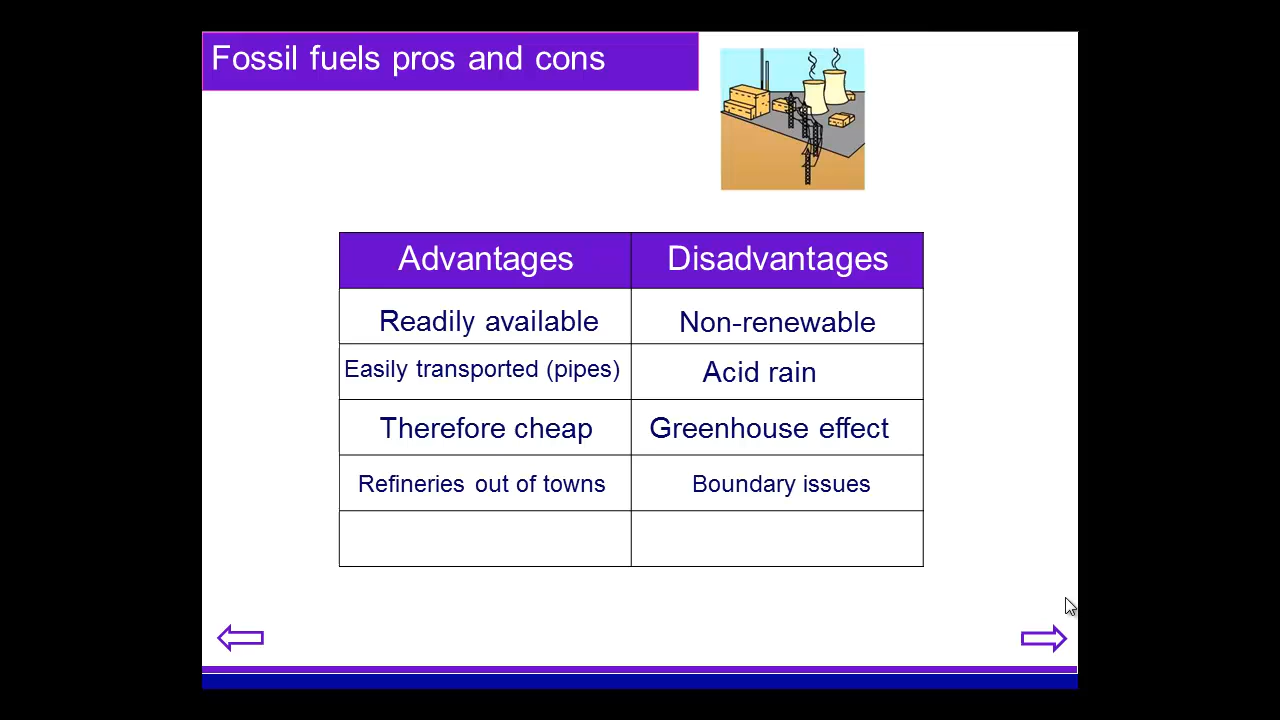 Fossil fuels pros and cons
Advantages Disadvantages
Readily available Non-renewable
Easily transported (pipes) Acid rain
Therefore cheap Greenhouse effect
Refineries out of towns Boundary issues